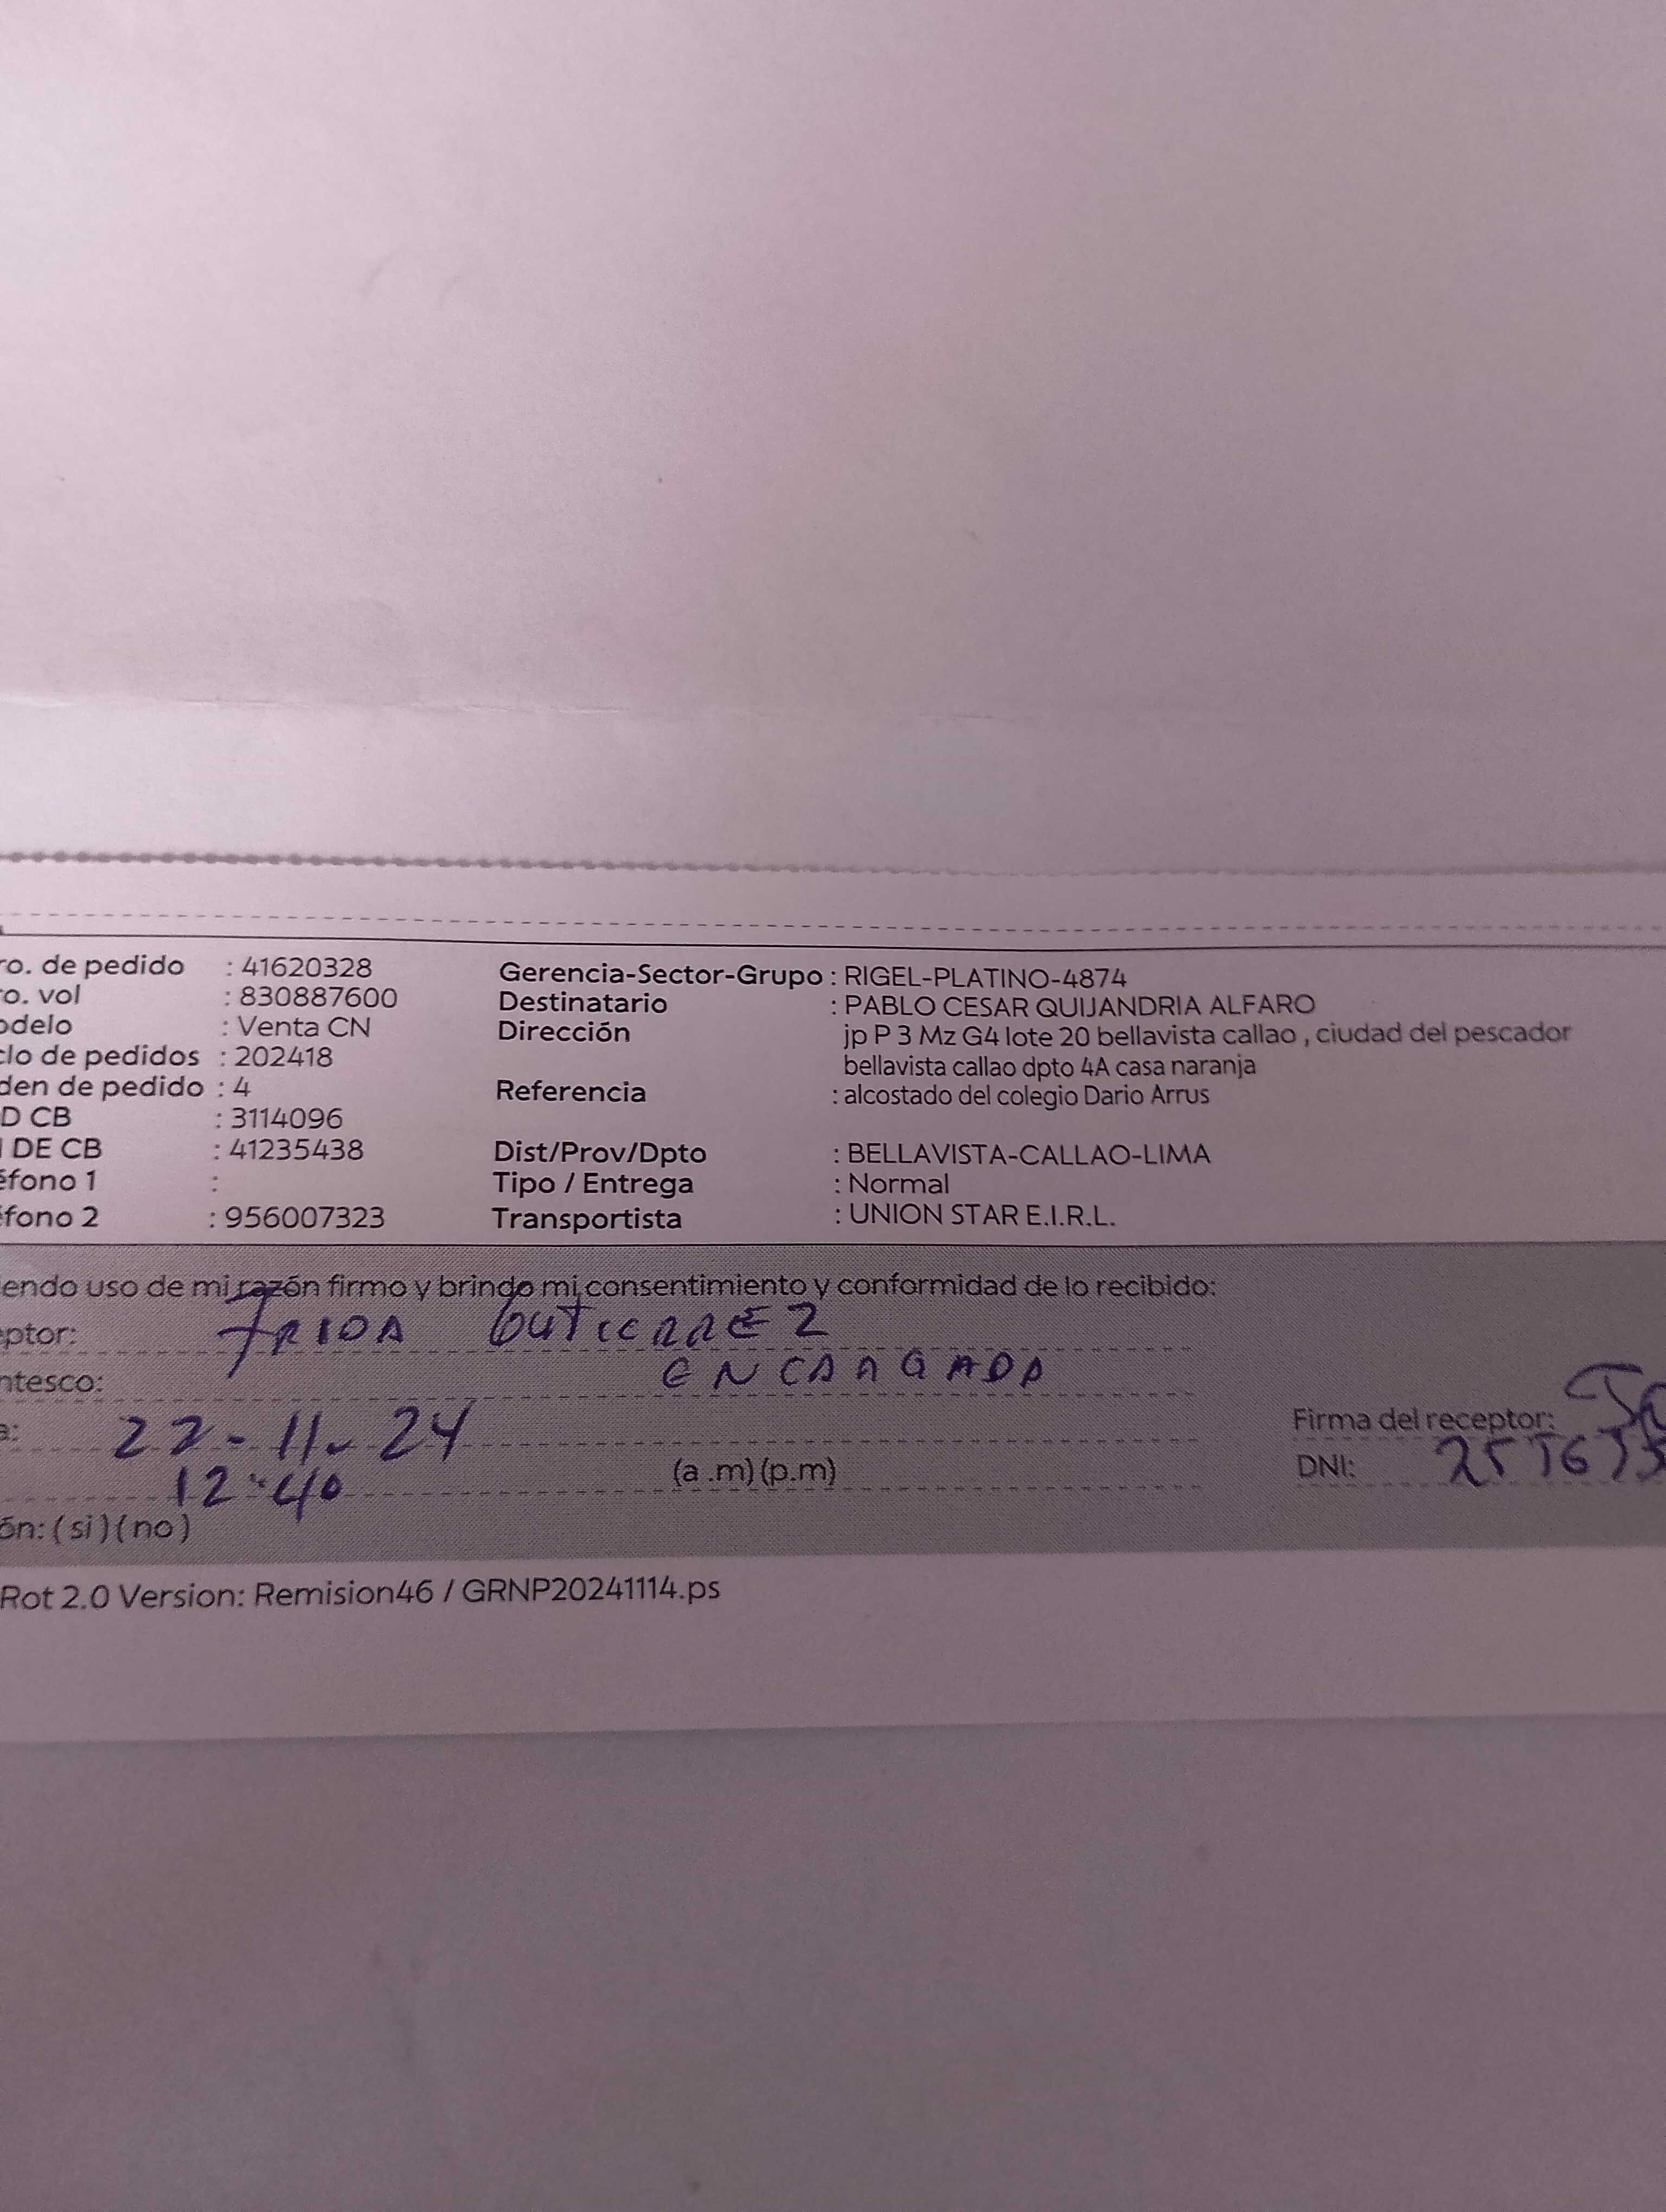 ro. de pedido : 41620328
o. vol : 830887600
odelo : Venta CN
clo de pedidos : 202418
den de pedido : 4
D CB : 3114096
I DE CB : 41235438
éfono 1 :
fono 2 : 956007323
Gerencia-Sector-Grupo : RIGEL-PLATINO-4874
Destinatario : PABLO CESAR QUIJANDRIA ALFARO
Dirección jp P 3 Mz G4 lote 20 bellavista callao , ciudad del pescador
bellavista callao dpto 4A casa naranja
Referencia : alcostado del colegio Dario Arrus
Dist/Prov/Dpto : BELLAVISTA-CALLAO-LIMA
Tipo / Entrega : Normal
Transportista : UNION STAR E.I.R.L.
iendo uso de mi razón firmo y brindo mi consentimiento y conformidad de lo recibido:
eptor: FRIDA GUTIERREZ
ntesco: ENCARGADA
a: 22-11-24
12:40 (a .m) (p.m)
ón: ( si ) ( no )
Firma del receptor:
DNI:
Rot 2.0 Version: Remision46 / GRNP20241114.ps